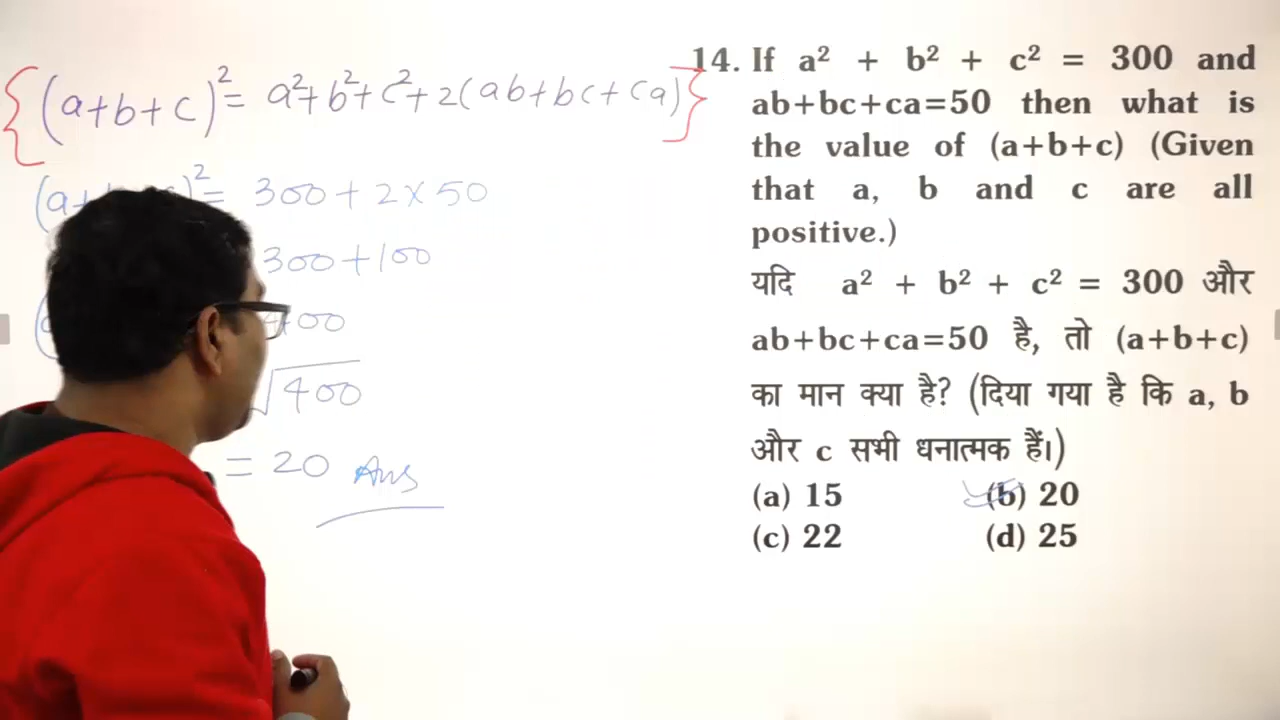 (a+b+c)² = a²+b²+c²+2(ab+bc+ca)
(a+ )² = 300+2×50
300+100
400
√400
= 20 Ans
14. If a² + b² + c² = 300 and
ab+bc+ca=50 then what is
the value of (a+b+c) (Given
that a, b and c are all
positive.)
यदि a² + b² + c² = 300 और
ab+bc+ca=50 है, तो (a+b+c)
का मान क्या है? (दिया गया है कि a, b
और c सभी धनात्मक हैं।)
(a) 15 (b) 20
(c) 22 (d) 25